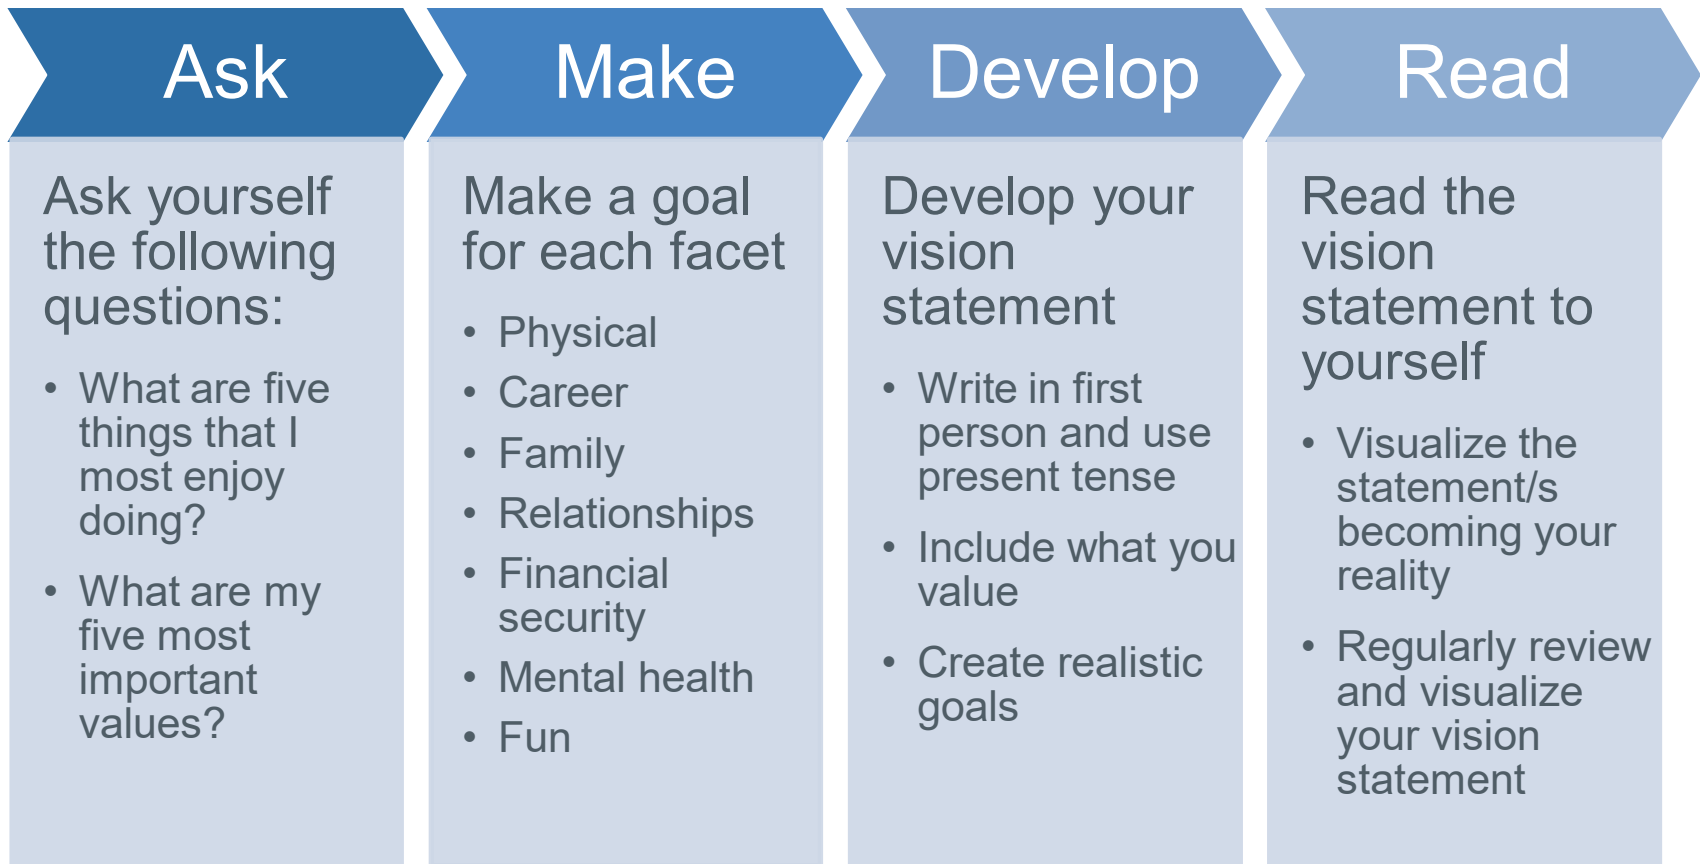 Ask
Ask yourself
the following
questions:
• What are five
things that I
most enjoy
doing?
• What are my
five most
important
values?
Make
Make a goal
for each facet
• Physical
• Career
• Family
• Relationships
• Financial
security
• Mental health
• Fun
Develop
Develop your
vision
statement
• Write in first
person and use
present tense
• Include what you
value
• Create realistic
goals
Read
Read the
vision
statement to
yourself
• Visualize the
statement/s
becoming your
reality
• Regularly review
and visualize
your vision
statement